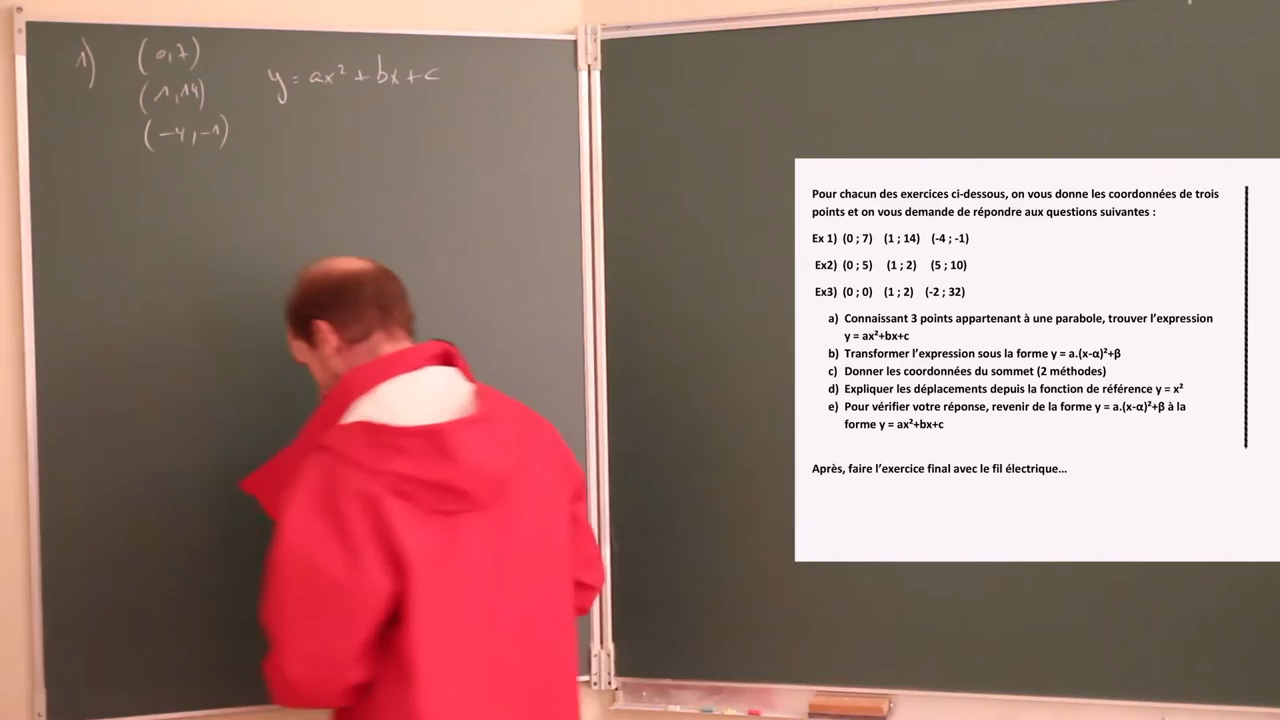 1) (0,7) y = ax² + bx + c
(1,14)
(-4,-1)
Pour chacun des exercices ci-dessous, on vous donne les coordonnées de trois
points et on vous demande de répondre aux questions suivantes :
Ex 1) (0 ; 7) (1 ; 14) (-4 ; -1)
Ex2) (0 ; 5) (1 ; 2) (5 ; 10)
Ex3) (0 ; 0) (1 ; 2) (-2 ; 32)
a) Connaissant 3 points appartenant à une parabole, trouver l'expression
y = ax²+bx+c
b) Transformer l'expression sous la forme y = a.(x-α)²+β
c) Donner les coordonnées du sommet (2 méthodes)
d) Expliquer les déplacements depuis la fonction de référence y = x²
e) Pour vérifier votre réponse, revenir de la forme y = a.(x-α)²+β à la
forme y = ax²+bx+c
Après, faire l'exercice final avec le fil électrique...